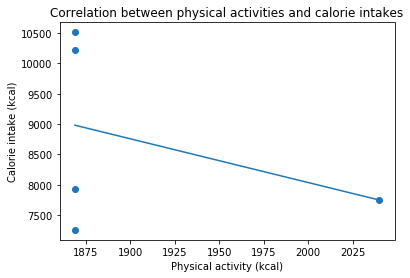 Correlation between physical activities and calorie intakes
10500
10000
9500
9000
8500
8000
7500
Calorie intake (kcal)
1875 1900 1925 1950 1975 2000 2025
Physical activity (kcal)